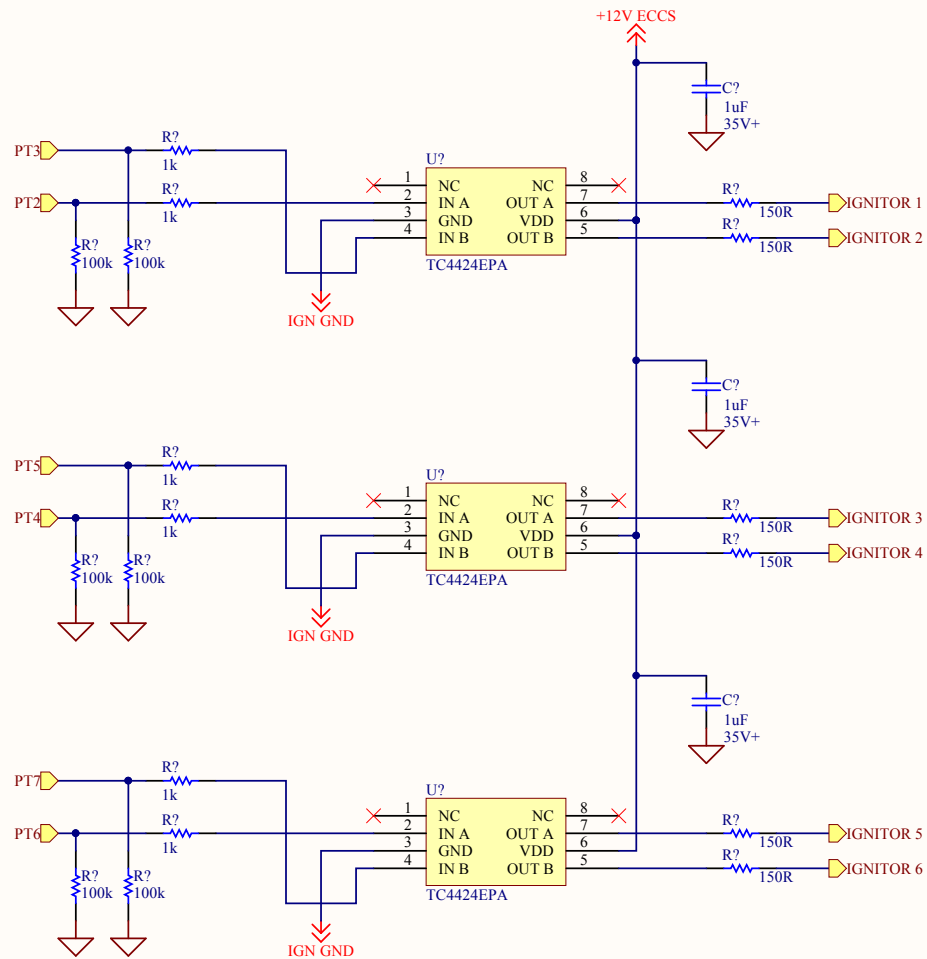 +12V ECCS
C?
1uF
35V+
PT3
R?
1k
PT2
R?
1k
R?
100k
R?
100k
U?
1 NC NC 8
2 IN A OUT A 7
3 GND VDD 6
4 IN B OUT B 5
TC4424EPA
R?
150R
IGNITOR 1
R?
150R
IGNITOR 2
IGN GND
C?
1uF
35V+
PT5
R?
1k
PT4
R?
1k
R?
100k
R?
100k
U?
1 NC NC 8
2 IN A OUT A 7
3 GND VDD 6
4 IN B OUT B 5
TC4424EPA
R?
150R
IGNITOR 3
R?
150R
IGNITOR 4
IGN GND
C?
1uF
35V+
PT7
R?
1k
PT6
R?
1k
R?
100k
R?
100k
U?
1 NC NC 8
2 IN A OUT A 7
3 GND VDD 6
4 IN B OUT B 5
TC4424EPA
R?
150R
IGNITOR 5
R?
150R
IGNITOR 6
IGN GND